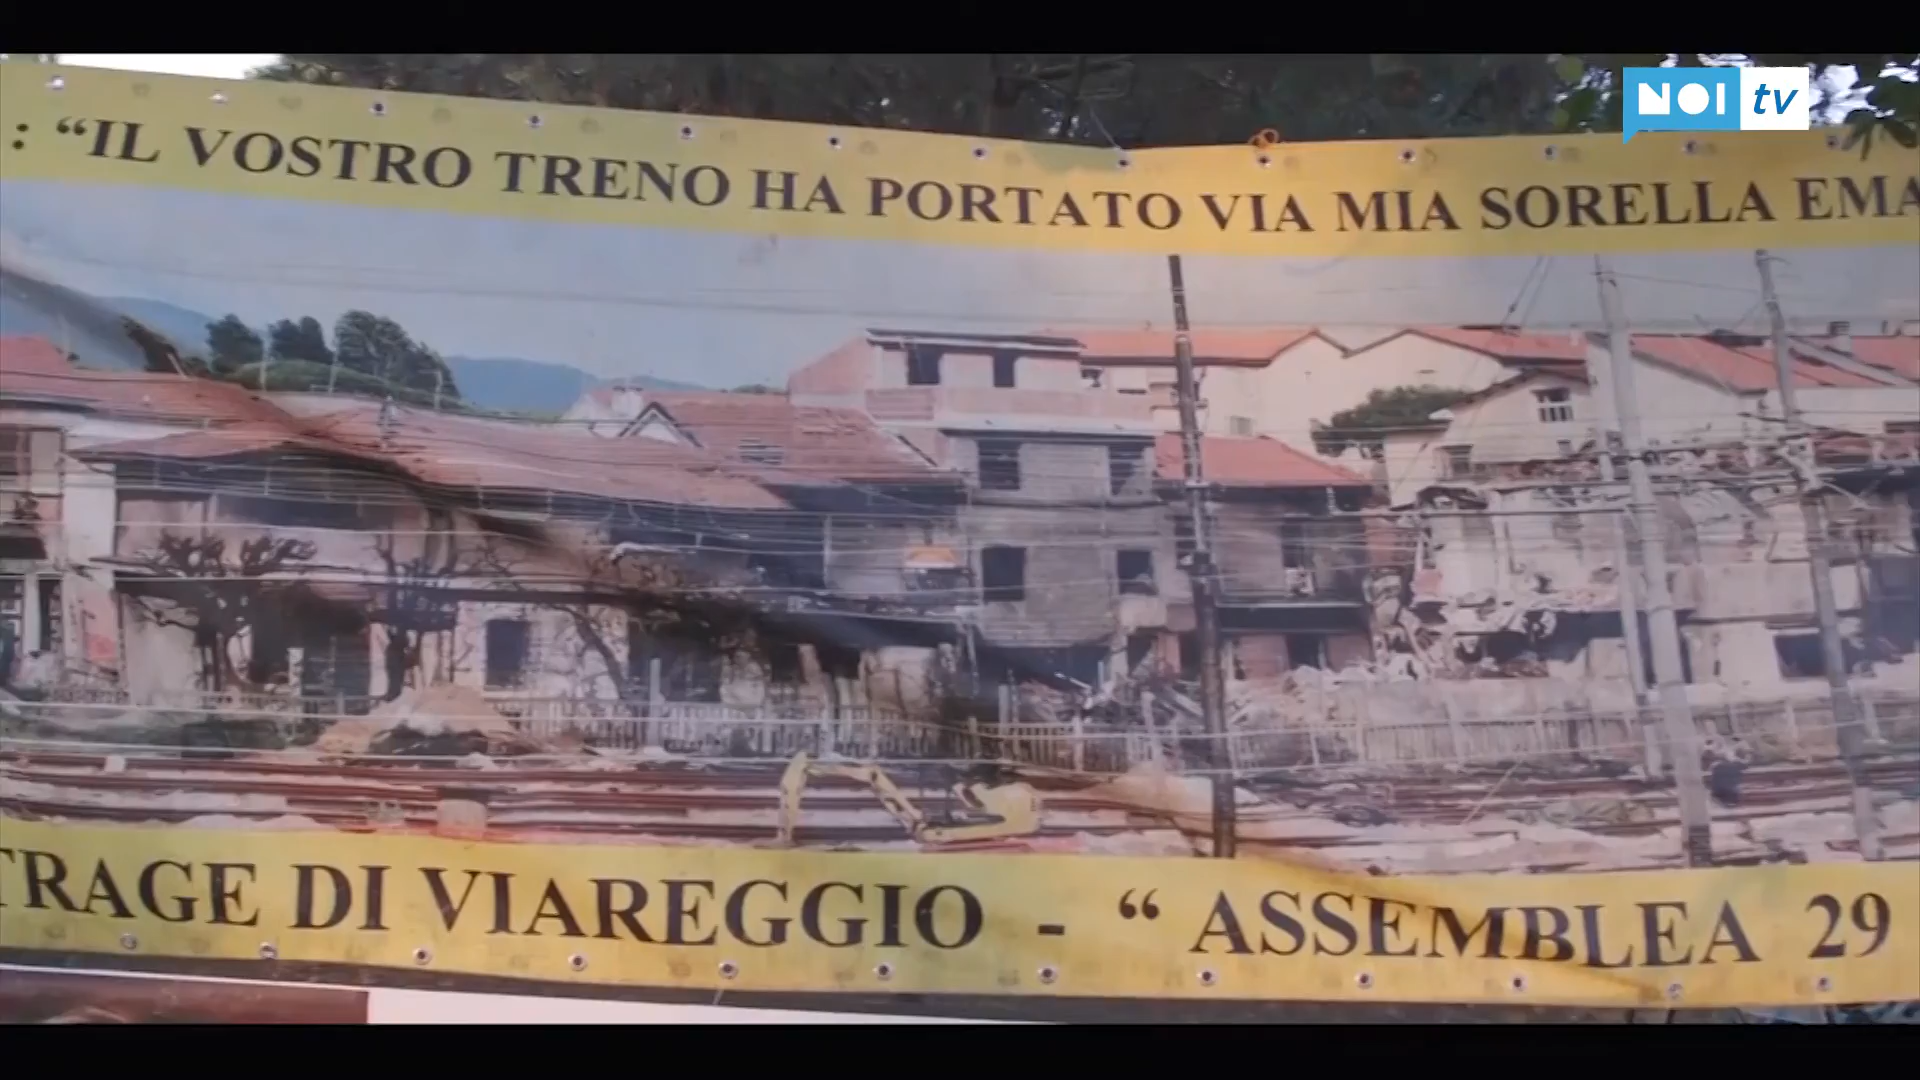 NOI tv
: “IL VOSTRO TRENO HA PORTATO VIA MIA SORELLA EMA
TRAGE DI VIAREGGIO - “ ASSEMBLEA 29